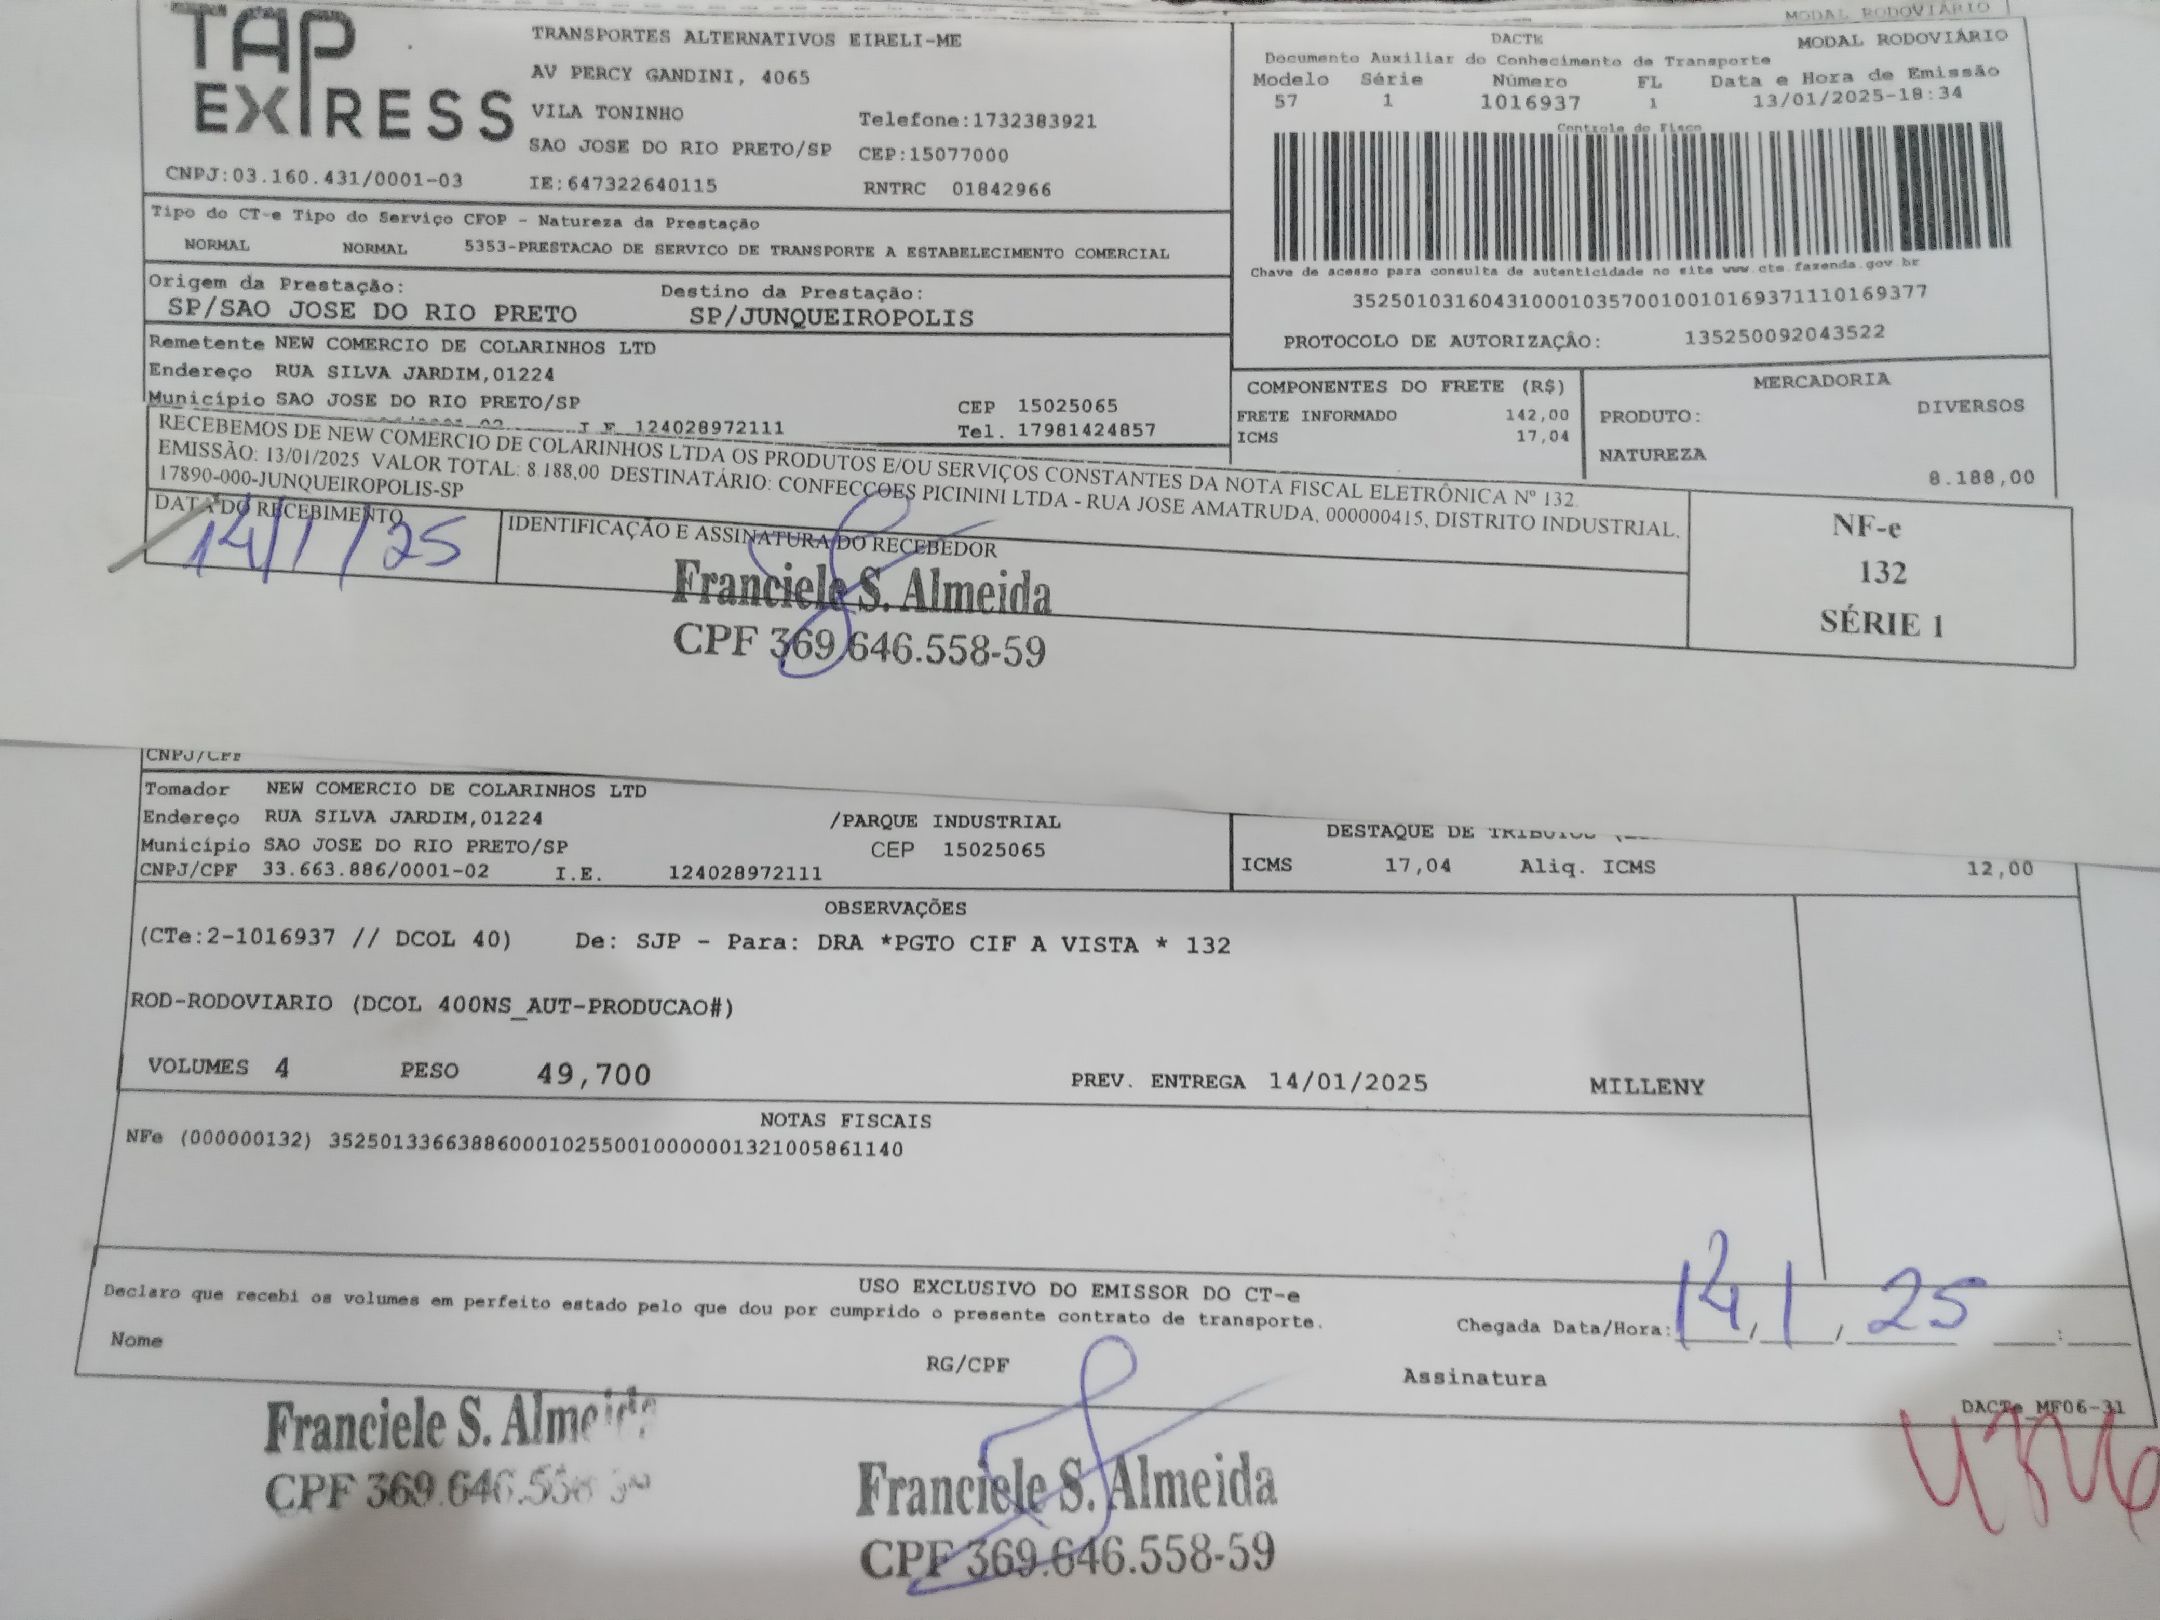 MODAL RODOVIÁRIO
TAP EXPRESS
TRANSPORTES ALTERNATIVOS EIRELI-ME
AV PERCY GANDINI, 4065
VILA TONINHO Telefone:1732383921
SAO JOSE DO RIO PRETO/SP CEP:15077000
CNPJ:03.160.431/0001-03 IE:647322640115 RNTRC 01842966
DACTE MODAL RODOVIÁRIO
Documento Auxiliar do Conhecimento de Transporte
Modelo Série Número FL Data e Hora de Emissão
57 1 1016937 1 13/01/2025-18:34
Controle do Fisco
Chave de acesso para consulta de autenticidade no site www.cte.fazenda.gov.br
35250103160431000103570010010169371110169377
PROTOCOLO DE AUTORIZAÇÃO: 135250092043522
Tipo do CT-e Tipo do Serviço CFOP - Natureza da Prestação
NORMAL NORMAL 5353-PRESTACAO DE SERVICO DE TRANSPORTE A ESTABELECIMENTO COMERCIAL
Origem da Prestação: Destino da Prestação:
SP/SAO JOSE DO RIO PRETO SP/JUNQUEIROPOLIS
Remetente NEW COMERCIO DE COLARINHOS LTD
Endereço RUA SILVA JARDIM,01224
Município SAO JOSE DO RIO PRETO/SP CEP 15025065
I.E. 124028972111 Tel. 17981424857
COMPONENTES DO FRETE (R$)
FRETE INFORMADO 142,00
ICMS 17,04
MERCADORIA
PRODUTO: DIVERSOS
NATUREZA
8.188,00
RECEBEMOS DE NEW COMERCIO DE COLARINHOS LTDA OS PRODUTOS E/OU SERVIÇOS CONSTANTES DA NOTA FISCAL ELETRÔNICA Nº 132.
EMISSÃO: 13/01/2025 VALOR TOTAL: 8.188,00 DESTINATÁRIO: CONFECCOES PICININI LTDA - RUA JOSE AMATRUDA, 000000415, DISTRITO INDUSTRIAL,
17890-000-JUNQUEIROPOLIS-SP
DATA DO RECEBIMENTO IDENTIFICAÇÃO E ASSINATURA DO RECEBEDOR
14/1/25
NF-e
132
SÉRIE 1
Franciele S. Almeida
CPF 369.646.558-59
CNPJ/CPF
Tomador NEW COMERCIO DE COLARINHOS LTD
Endereço RUA SILVA JARDIM,01224 /PARQUE INDUSTRIAL
Município SAO JOSE DO RIO PRETO/SP CEP 15025065
CNPJ/CPF 33.663.886/0001-02 I.E. 124028972111
DESTAQUE DE TRIBUTOS
ICMS 17,04 Aliq. ICMS 12,00
OBSERVAÇÕES
(CTe:2-1016937 // DCOL 40) De: SJP - Para: DRA *PGTO CIF A VISTA * 132
ROD-RODOVIARIO (DCOL 400NS_AUT-PRODUCAO#)
VOLUMES 4 PESO 49,700 PREV. ENTREGA 14/01/2025 MILLENY
NOTAS FISCAIS
NFe (000000132) 35250133663886000102550010000001321005861140
USO EXCLUSIVO DO EMISSOR DO CT-e
Declaro que recebi os volumes em perfeito estado pelo que dou por cumprido o presente contrato de transporte.
Chegada Data/Hora: 14/1/25 :
Nome RG/CPF Assinatura
DACTe_MF06-31
Franciele S. Almeida
CPF 369.646.558-59
Franciele S. Almeida
CPF 369.646.558-59